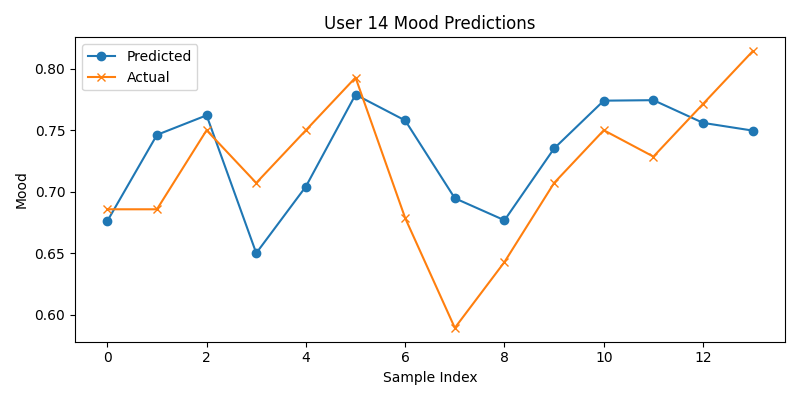 User 14 Mood Predictions
Predicted
Actual
0.80
0.75
0.70
0.65
0.60
Mood
0 2 4 6 8 10 12
Sample Index